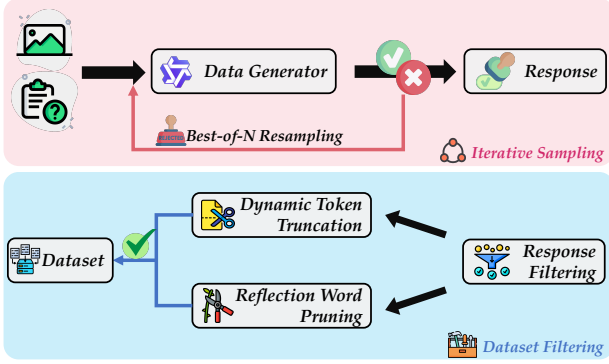 Data Generator
Response
REJECTED
Best-of-N Resampling
Iterative Sampling
Dynamic Token
Truncation
Dataset
Response
Filtering
Reflection Word
Pruning
Dataset Filtering